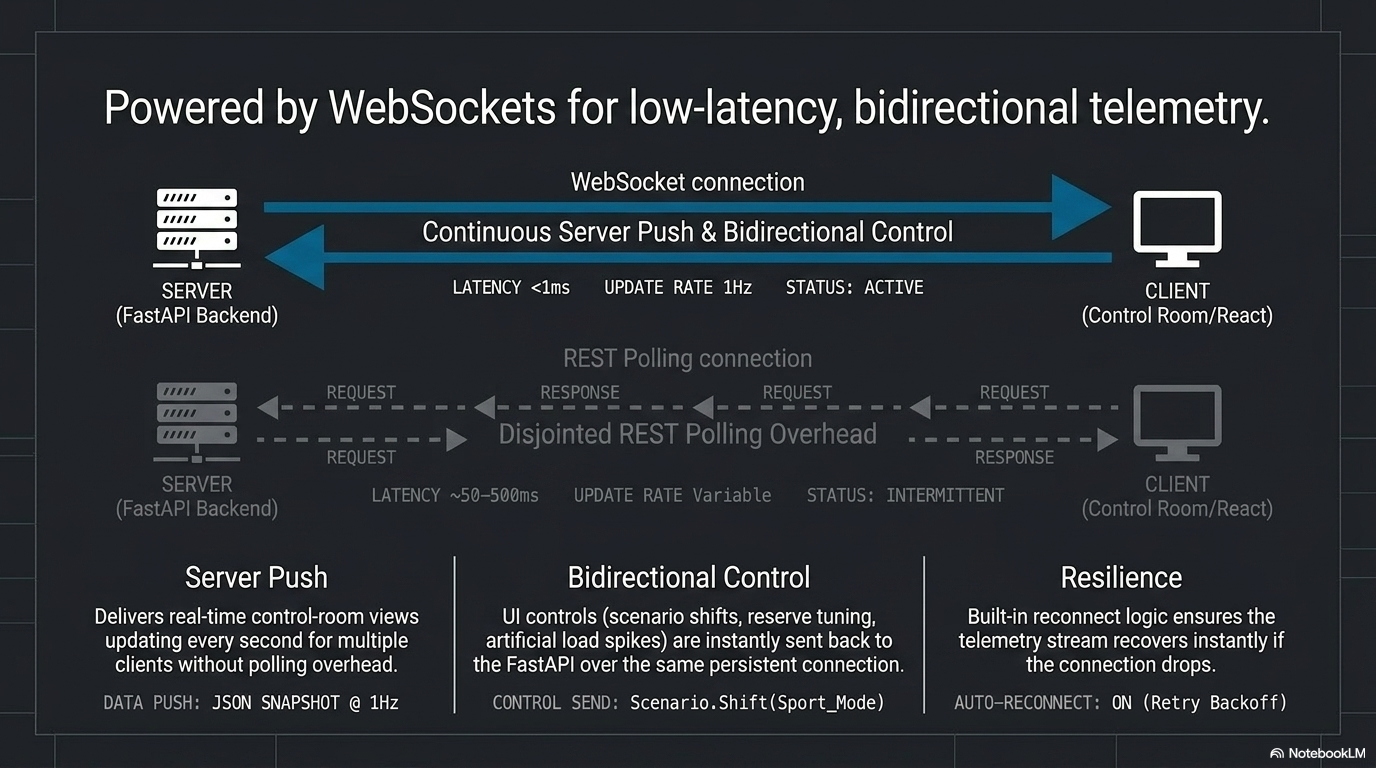 Powered by WebSockets for low-latency, bidirectional telemetry.
WebSocket connection
Continuous Server Push & Bidirectional Control
LATENCY <1ms UPDATE RATE 1Hz STATUS: ACTIVE
SERVER
(FastAPI Backend)
CLIENT
(Control Room/React)
REST Polling connection
REQUEST RESPONSE REQUEST REQUEST
Disjointed REST Polling Overhead
REQUEST RESPONSE
LATENCY ~50–500ms UPDATE RATE Variable STATUS: INTERMITTENT
SERVER
(FastAPI Backend)
CLIENT
(Control Room/React)
Server Push
Delivers real-time control-room views
updating every second for multiple
clients without polling overhead.
DATA PUSH: JSON SNAPSHOT @ 1Hz
Bidirectional Control
UI controls (scenario shifts, reserve tuning,
artificial load spikes) are instantly sent back to
the FastAPI over the same persistent connection.
CONTROL SEND: Scenario.Shift(Sport_Mode)
Resilience
Built-in reconnect logic ensures the
telemetry stream recovers instantly if
the connection drops.
AUTO-RECONNECT: ON (Retry Backoff)
NotebookLM